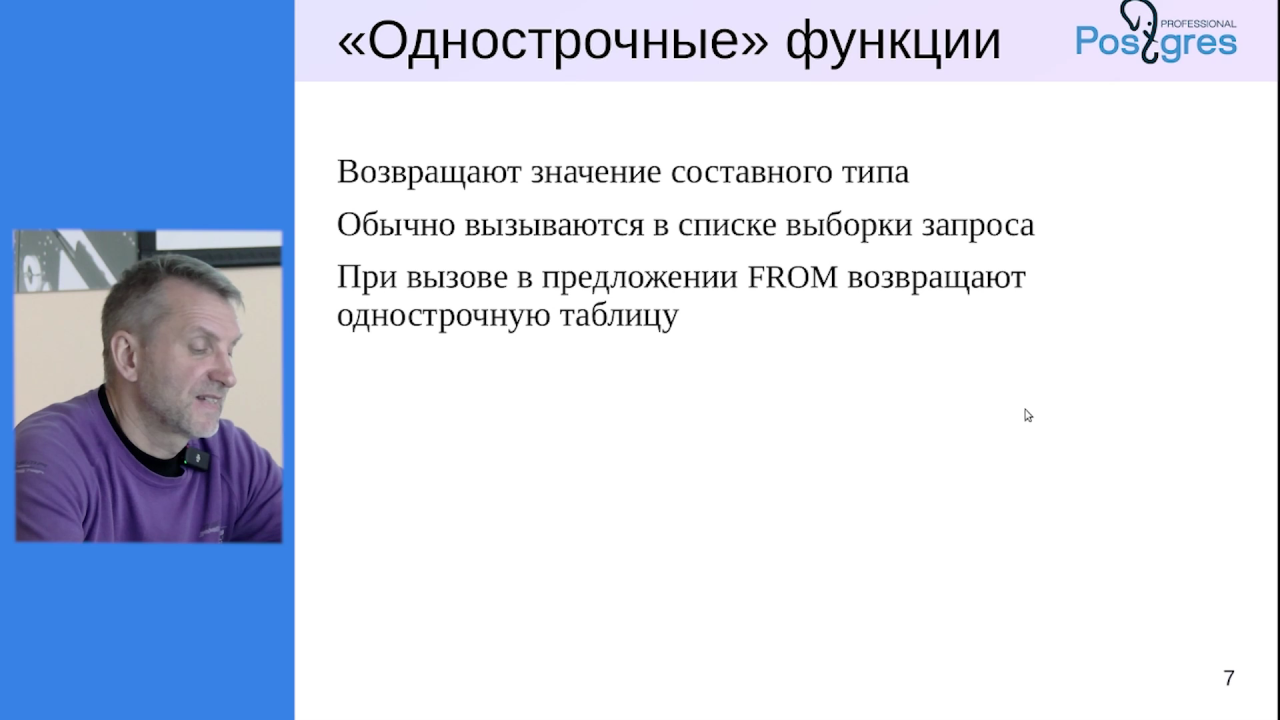 «Однострочные» функции
PROFESSIONAL
Postgres
Возвращают значение составного типа
Обычно вызываются в списке выборки запроса
При вызове в предложении FROM возвращают
однострочную таблицу
7